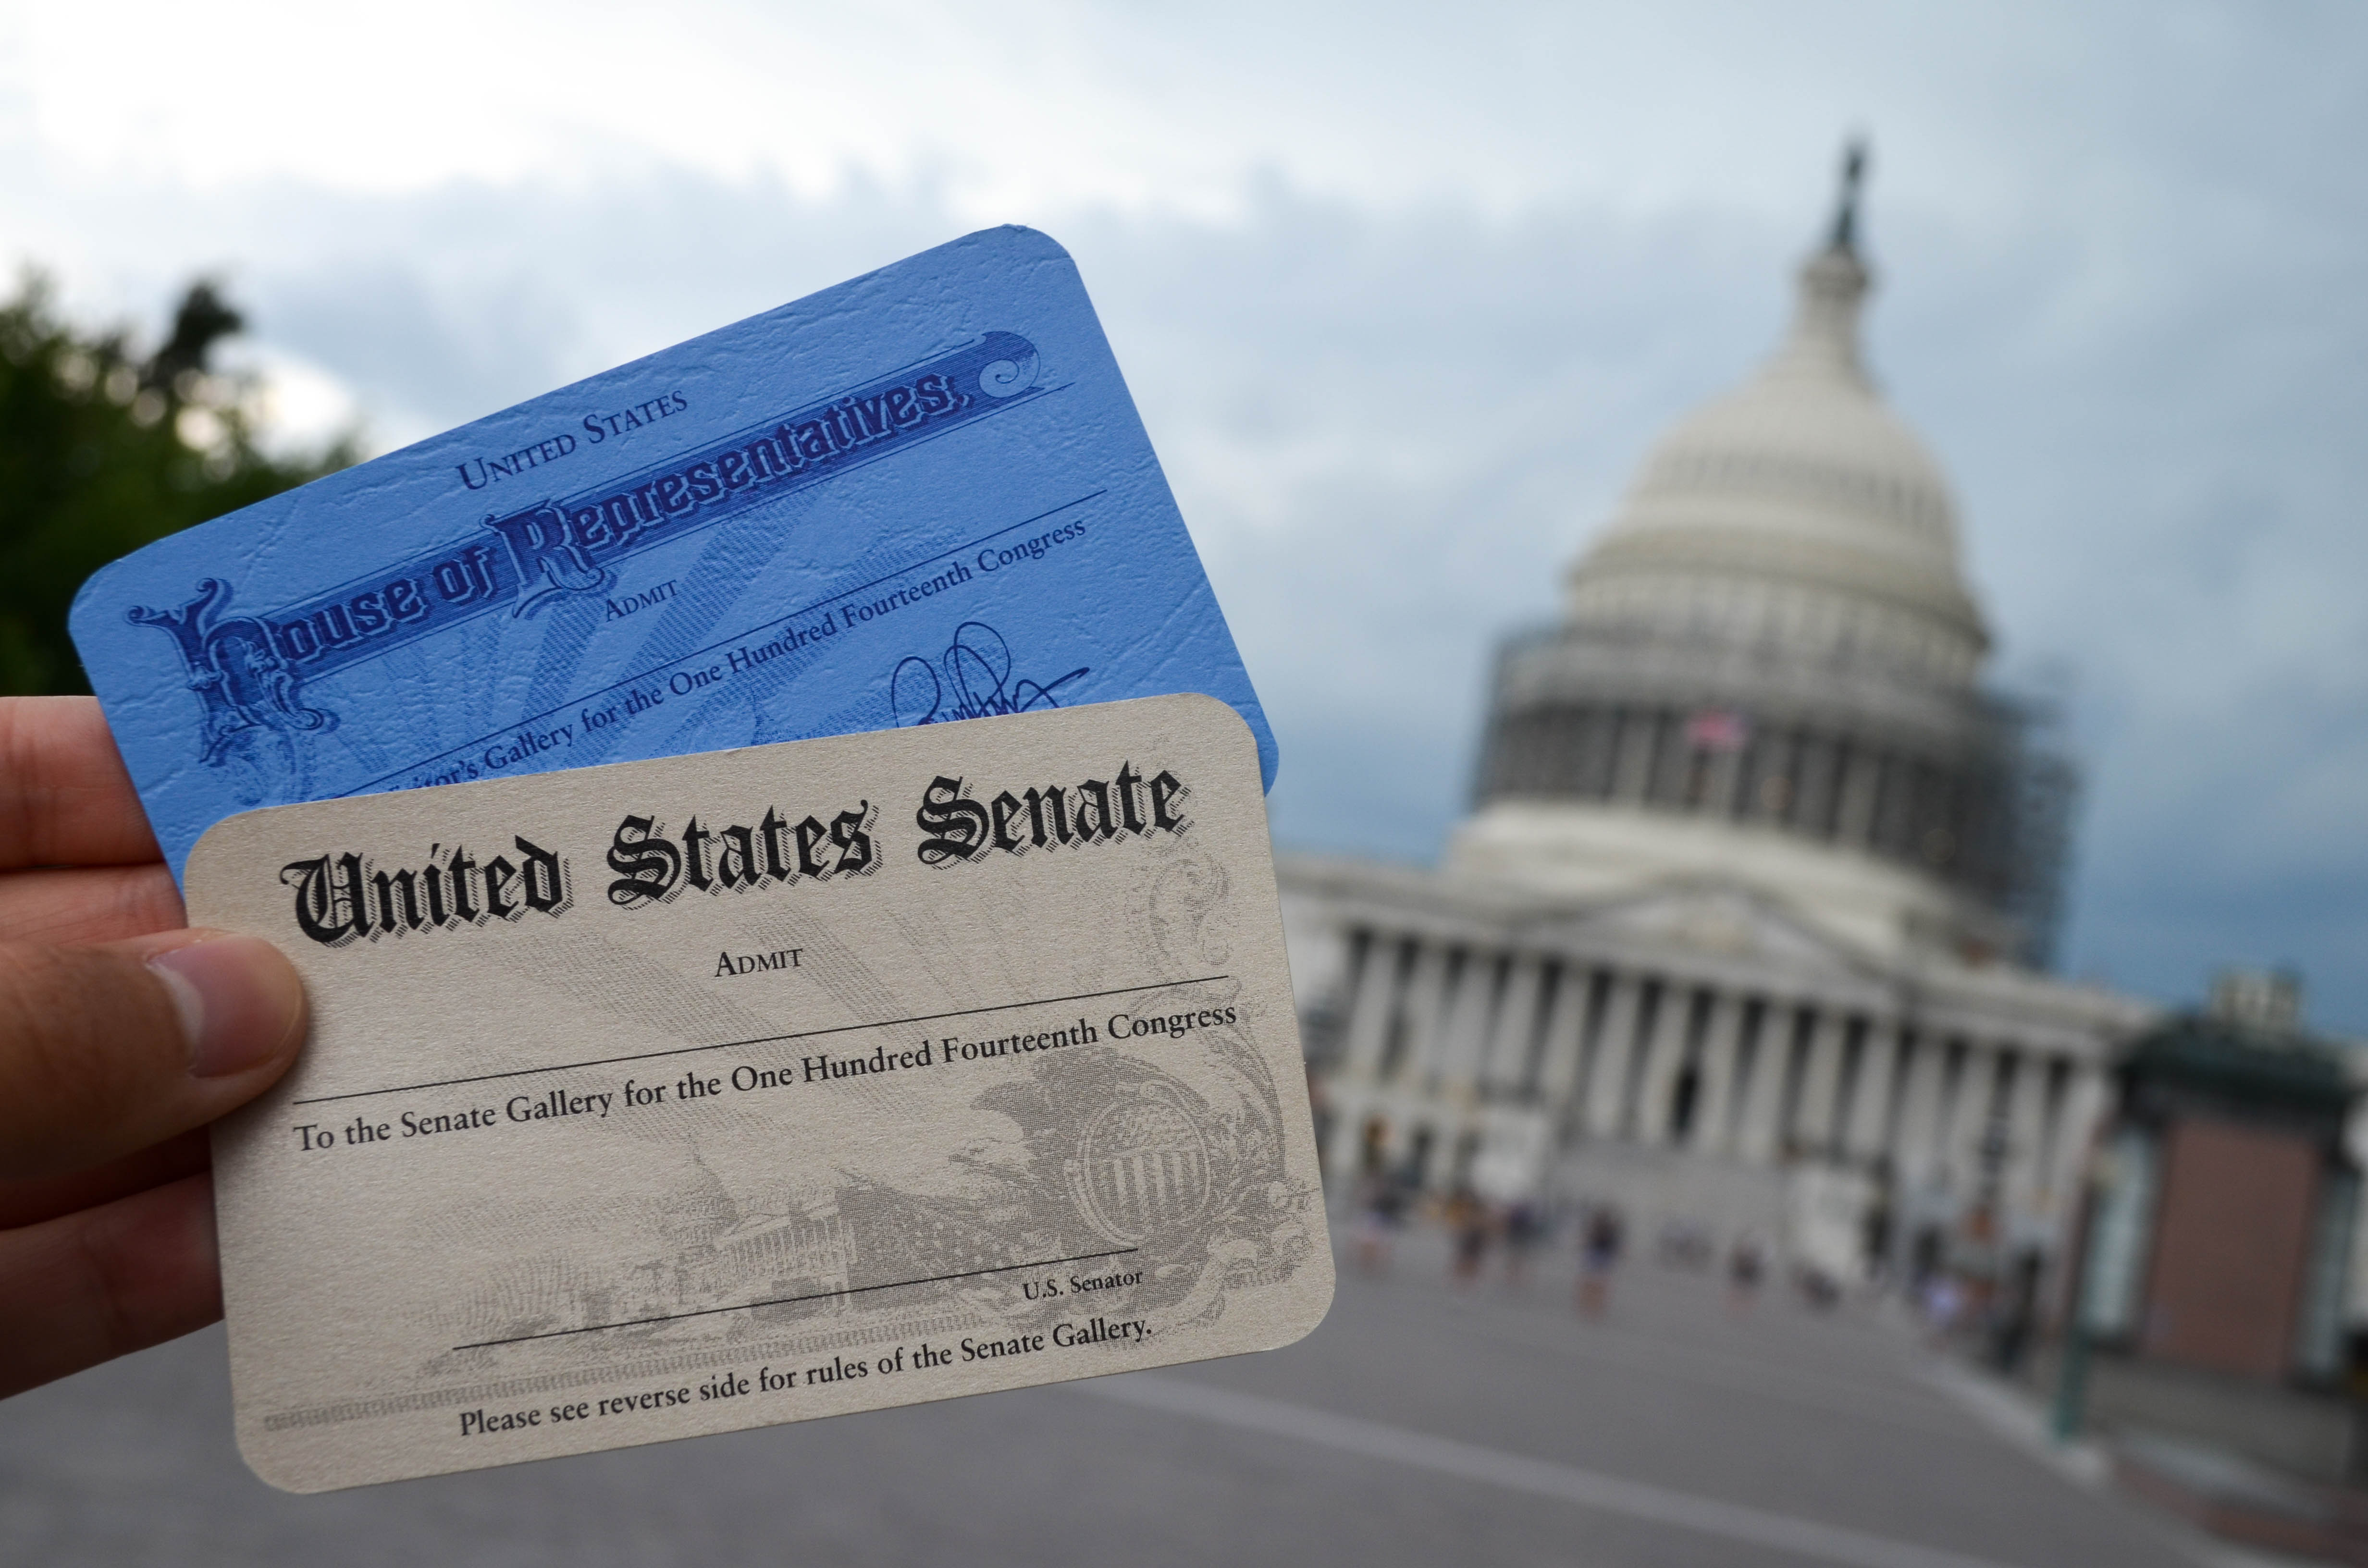 UNITED STATES
House of Representatives,
ADMIT
Gallery for the One Hundred Fourteenth Congress
United States Senate
ADMIT
To the Senate Gallery for the One Hundred Fourteenth Congress
U.S. Senator
Please see reverse side for rules of the Senate Gallery.